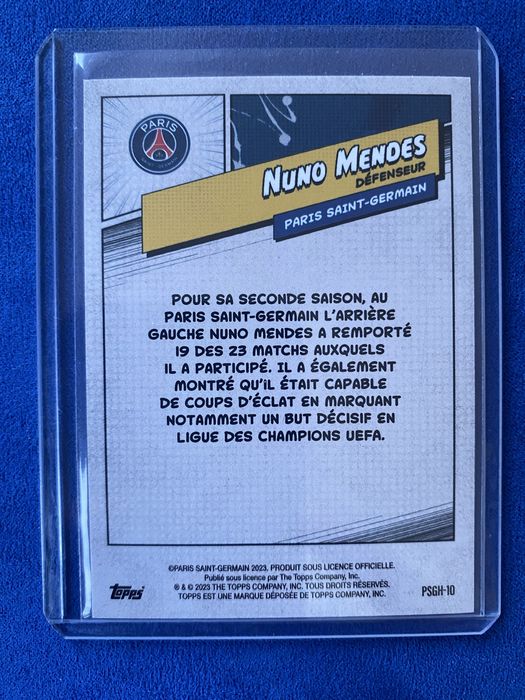 PARIS
SAINT-GERMAIN
NUNO MENDES
DÉFENSEUR
PARIS SAINT-GERMAIN
POUR SA SECONDE SAISON, AU
PARIS SAINT-GERMAIN L'ARRIÈRE
GAUCHE NUNO MENDES A REMPORTÉ
19 DES 23 MATCHS AUXQUELS
IL A PARTICIPÉ. IL A ÉGALEMENT
MONTRÉ QU'IL ÉTAIT CAPABLE
DE COUPS D'ÉCLAT EN MARQUANT
NOTAMMENT UN BUT DÉCISIF EN
LIGUE DES CHAMPIONS UEFA.
©PARIS SAINT-GERMAIN 2023. PRODUIT SOUS LICENCE OFFICIELLE.
Publié sous licence par The Topps Company, Inc.
® & © 2023 THE TOPPS COMPANY, INC. TOUS DROITS RÉSERVÉS.
TOPPS EST UNE MARQUE DÉPOSÉE DE TOPPS COMPANY, INC.
TOPPS
PSGH-10